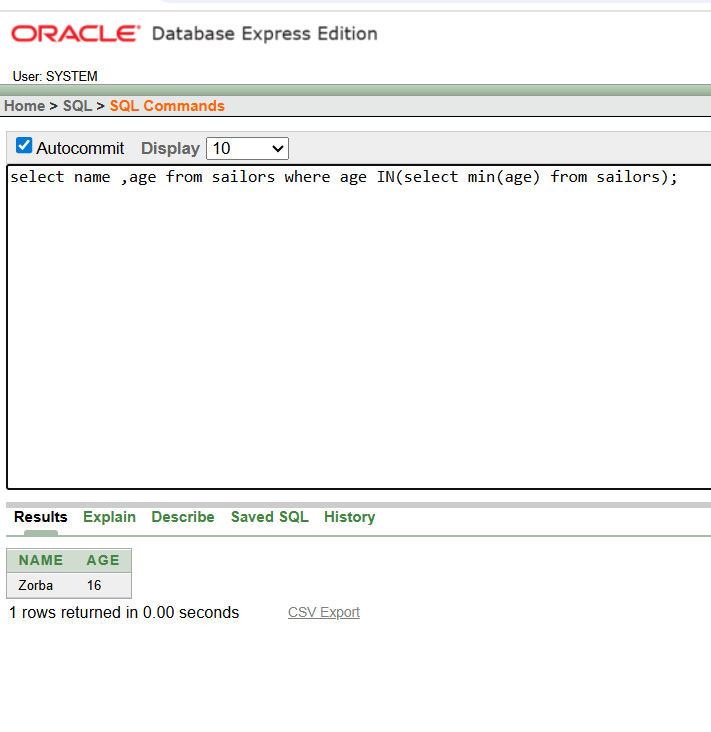 ORACLE Database Express Edition
User: SYSTEM
Home > SQL > SQL Commands
Autocommit Display 10
select name ,age from sailors where age IN(select min(age) from sailors);
Results Explain Describe Saved SQL History
NAME AGE
Zorba 16
1 rows returned in 0.00 seconds CSV Export